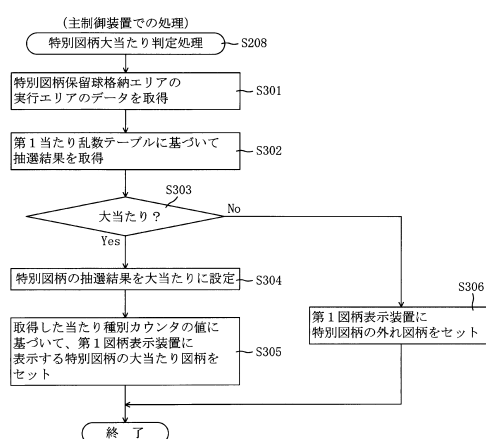 (主制御装置での処理)
特別図柄大当たり判定処理
S208
特別図柄保留球格納エリアの
実行エリアのデータを取得
S301
第1当たり乱数テーブルに基づいて
抽選結果を取得
S302
S303
大当たり?
No
Yes
特別図柄の抽選結果を大当たりに設定
S304
S306
第1図柄表示装置に
特別図柄の外れ図柄をセット
取得した当たり種別カウンタの値に
基づいて、第1図柄表示装置に
表示する特別図柄の大当たり図柄を
セット
S305
終 了